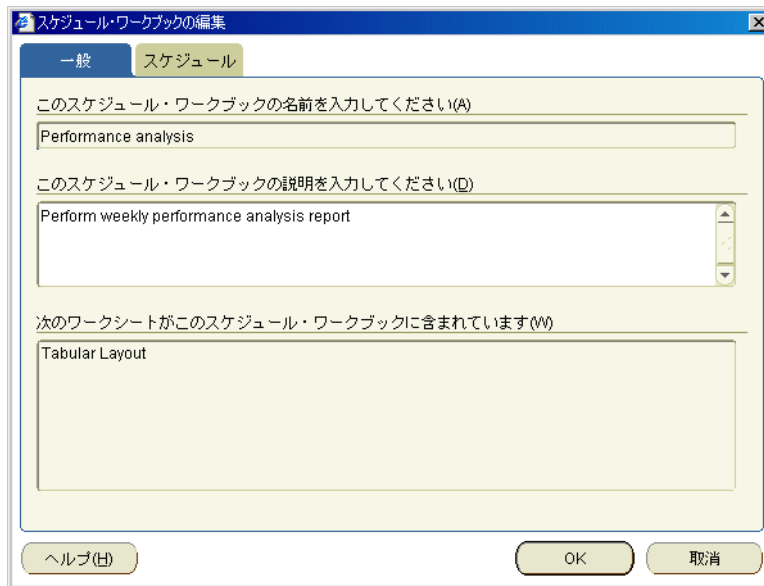 スケジュール・ワークブックの編集
一般 スケジュール
このスケジュール・ワークブックの名前を入力してください(A)
Performance analysis
このスケジュール・ワークブックの説明を入力してください(D)
Perform weekly performance analysis report
次のワークシートがこのスケジュール・ワークブックに含まれています(W)
Tabular Layout
ヘルプ(H) OK 取消